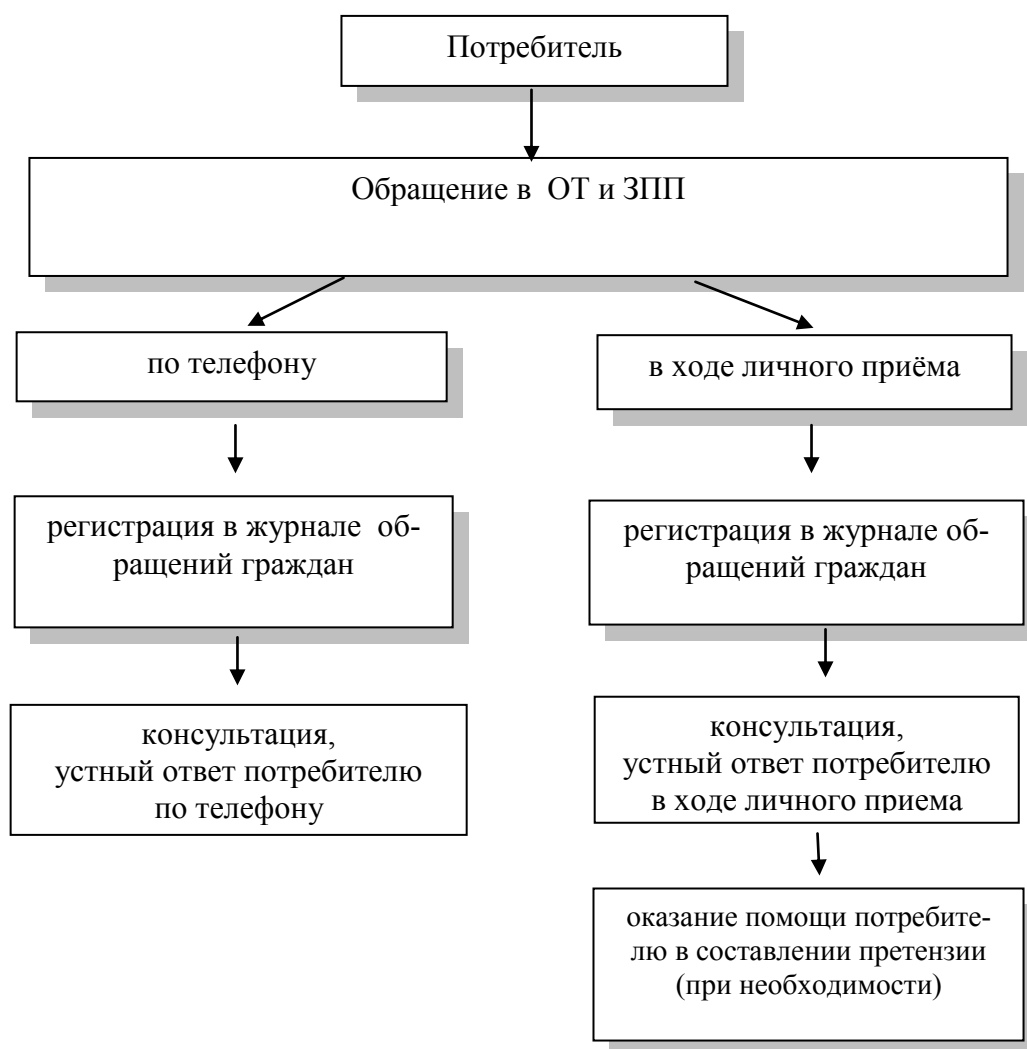 Потребитель
Обращение в ОТ и ЗПП
по телефону
в ходе личного приёма
регистрация в журнале об-
ращений граждан
регистрация в журнале об-
ращений граждан
консультация,
устный ответ потребителю
по телефону
консультация,
устный ответ потребителю
в ходе личного приема
оказание помощи потребите-
лю в составлении претензии
(при необходимости)